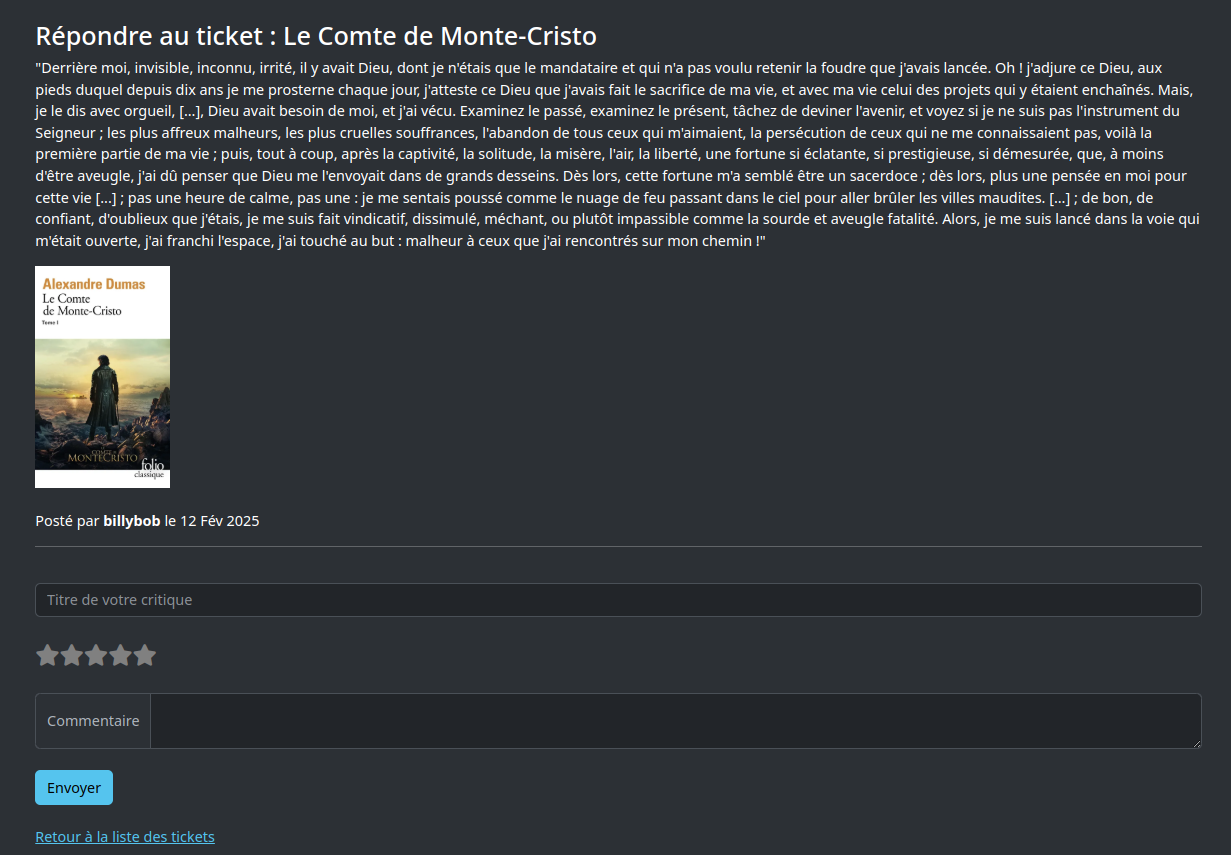 Répondre au ticket : Le Comte de Monte-Cristo
"Derrière moi, invisible, inconnu, irrité, il y avait Dieu, dont je n'étais que le mandataire et qui n'a pas voulu retenir la foudre que j'avais lancée. Oh ! j'adjure ce Dieu, aux
pieds duquel depuis dix ans je me prosterne chaque jour, j'atteste ce Dieu que j'avais fait le sacrifice de ma vie, et avec ma vie celui des projets qui y étaient enchaînés. Mais,
je le dis avec orgueil, [...], Dieu avait besoin de moi, et j'ai vécu. Examinez le passé, examinez le présent, tâchez de deviner l'avenir, et voyez si je ne suis pas l'instrument du
Seigneur ; les plus affreux malheurs, les plus cruelles souffrances, l'abandon de tous ceux qui m'aimaient, la persécution de ceux qui ne me connaissaient pas, voilà la
première partie de ma vie ; puis, tout à coup, après la captivité, la solitude, la misère, l'air, la liberté, une fortune si éclatante, si prestigieuse, si démesurée, que, à moins
d'être aveugle, j'ai dû penser que Dieu me l'envoyait dans de grands desseins. Dès lors, cette fortune m'a semblé être un sacerdoce ; dès lors, plus une pensée en moi pour
cette vie [...] ; pas une heure de calme, pas une : je me sentais poussé comme le nuage de feu passant dans le ciel pour aller brûler les villes maudites. [...] ; de bon, de
confiant, d'oublieux que j'étais, je me suis fait vindicatif, dissimulé, méchant, ou plutôt impassible comme la sourde et aveugle fatalité. Alors, je me suis lancé dans la voie qui
m'était ouverte, j'ai franchi l'espace, j'ai touché au but : malheur à ceux que j'ai rencontrés sur mon chemin !"
Alexandre Dumas
Le Comte
de Monte-Cristo
Tome I
MONTE-CRISTO
folio
classique
Posté par billybob le 12 Fév 2025
Titre de votre critique
Commentaire
Envoyer
Retour à la liste des tickets